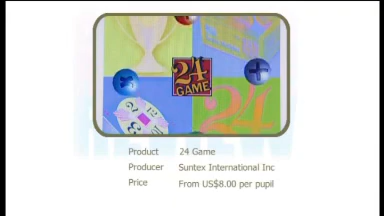 24
GAME
24
Product 24 Game
Producer Suntex International Inc
Price From US$8.00 per pupil